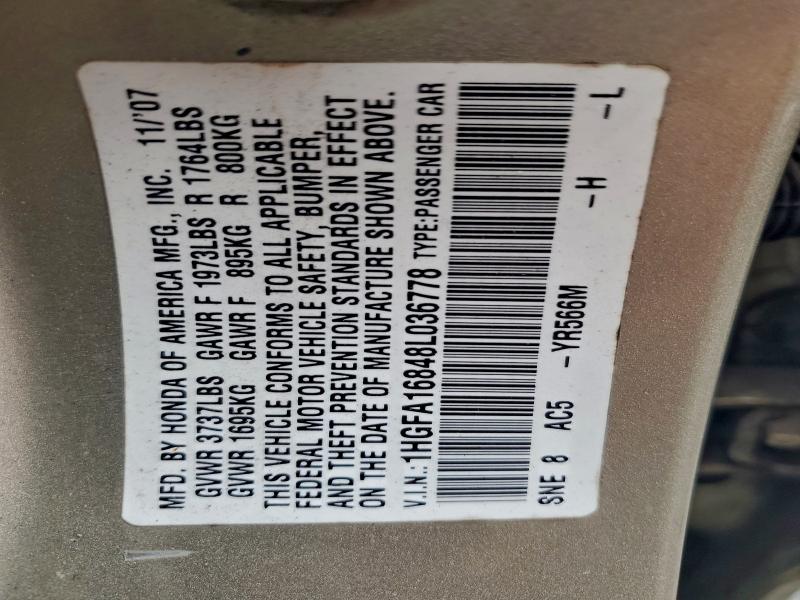 MFD. BY HONDA OF AMERICA MFG., INC. 11/'07
GVWR 3737LBS GAWR F 1973LBS R 1764LBS
GVWR 1695KG GAWR F 895KG R 800KG
THIS VEHICLE CONFORMS TO ALL APPLICABLE
FEDERAL MOTOR VEHICLE SAFETY, BUMPER,
AND THEFT PREVENTION STANDARDS IN EFFECT
ON THE DATE OF MANUFACTURE SHOWN ABOVE.
V.I.N.: 1HGFA16848L036778 TYPE:PASSENGER CAR
SNE 8 AC5 -YR566M -H -L